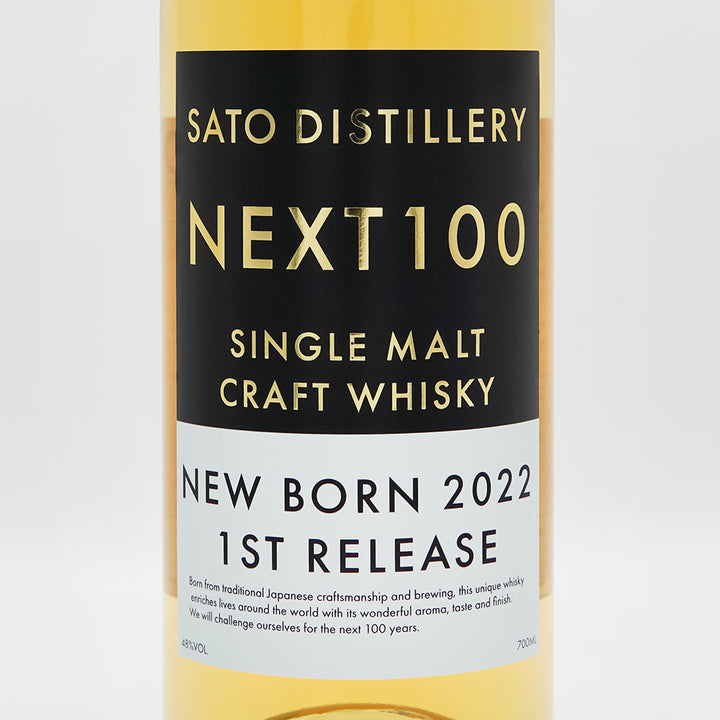 SATO DISTILLERY
NEXT100
SINGLE MALT
CRAFT WHISKY
NEW BORN 2022
1ST RELEASE
Born from traditional Japanese craftsmanship and brewing, this unique whisky
enriches lives around the world with its wonderful aroma, taste and finish.
We will challenge ourselves for the next 100 years.
48%VOL.
700ML